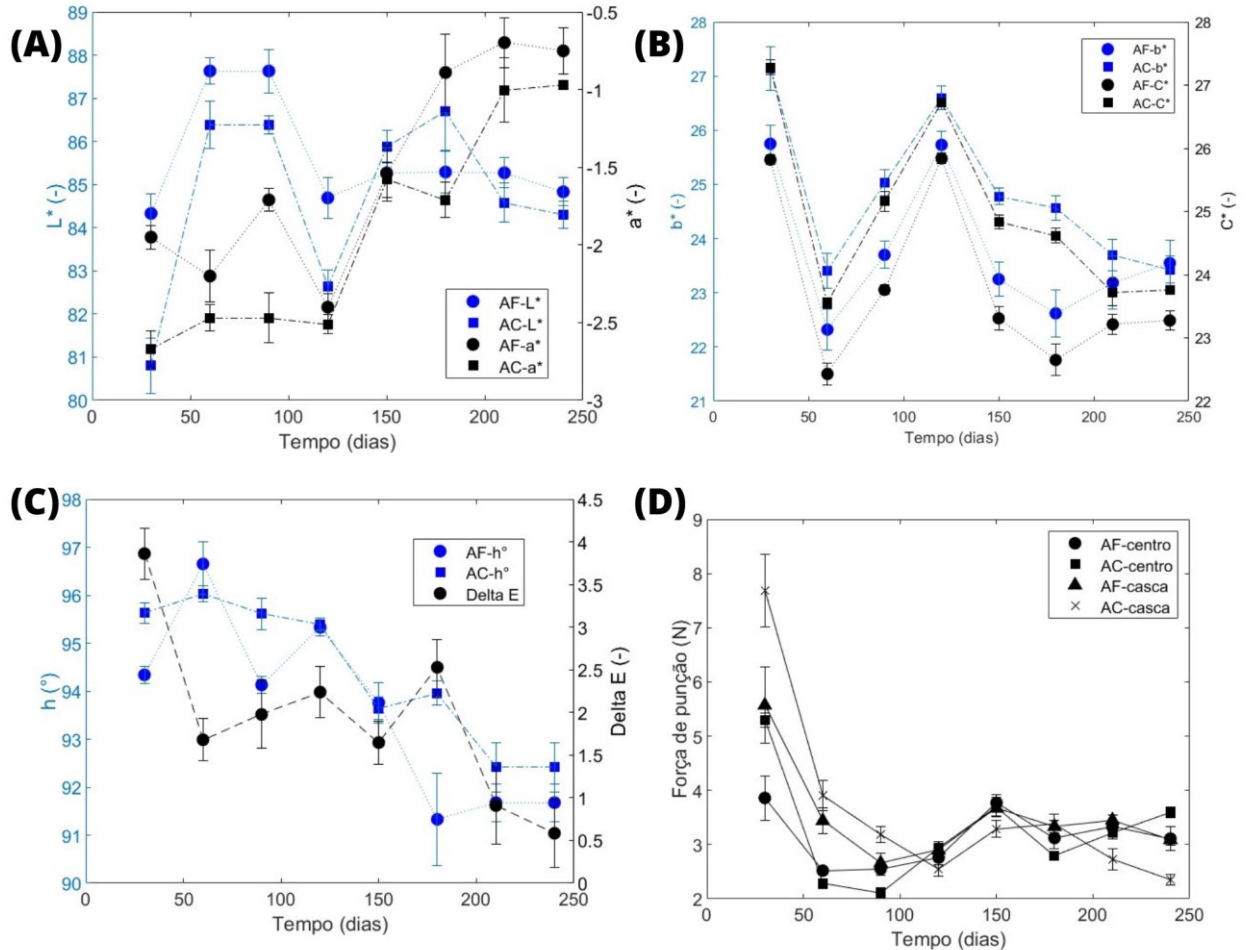 (A)
89
88
87
86
85
84
83
82
81
80
L* (-)
-0.5
-1
-1.5
-2
-2.5
-3
a* (-)
AF-L*
AC-L*
AF-a*
AC-a*
0
50
100
150
200
250
Tempo (dias)
(B)
28
27
26
25
24
23
22
21
b* (-)
28
27
26
25
24
23
22
C* (-)
AF-b*
AC-b*
AF-C*
AC-C*
0
50
100
150
200
250
Tempo (dias)
(C)
98
97
96
95
94
93
92
91
90
h (°)
4.5
4
3.5
3
2.5
2
1.5
1
0.5
0
Delta E (-)
AF-h°
AC-h°
Delta E
0
50
100
150
200
250
Tempo (dias)
(D)
9
8
7
6
5
4
3
2
Força de punção (N)
AF-centro
AC-centro
AF-casca
AC-casca
0
50
100
150
200
250
Tempo (dias)